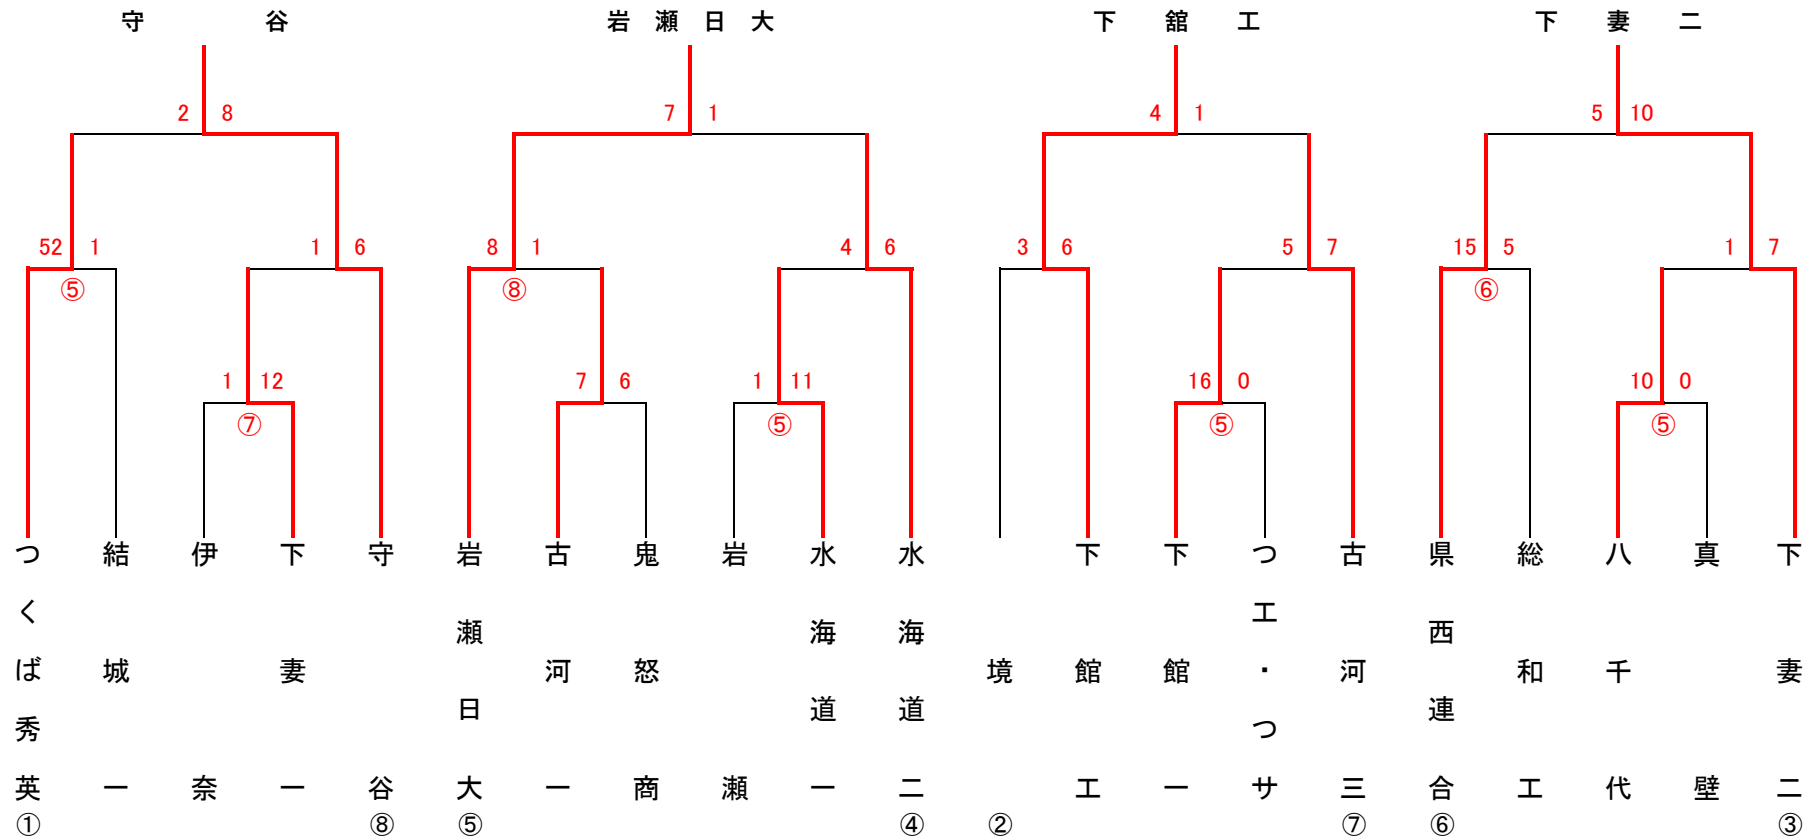 守谷
岩瀬日大
下舘工
下妻二
2 8
7 1
4 1
5 10
52 1
1 6
8 1
4 6
3 6
5 7
15 5
1 7
⑤
⑧
⑥
1 12
7 6
1 11
16 0
10 0
⑦
⑤
⑤
⑤
つくば秀英
①
結城一
伊奈
下妻一
守谷
⑧
岩瀬日大
⑤
古河一
鬼怒商
岩瀬
水海道一
水海道二
④
境
②
下館工
下館一
つエ・つサ
古河三
⑦
県西連合
⑥
総和工
八千代
真壁
下妻二
③